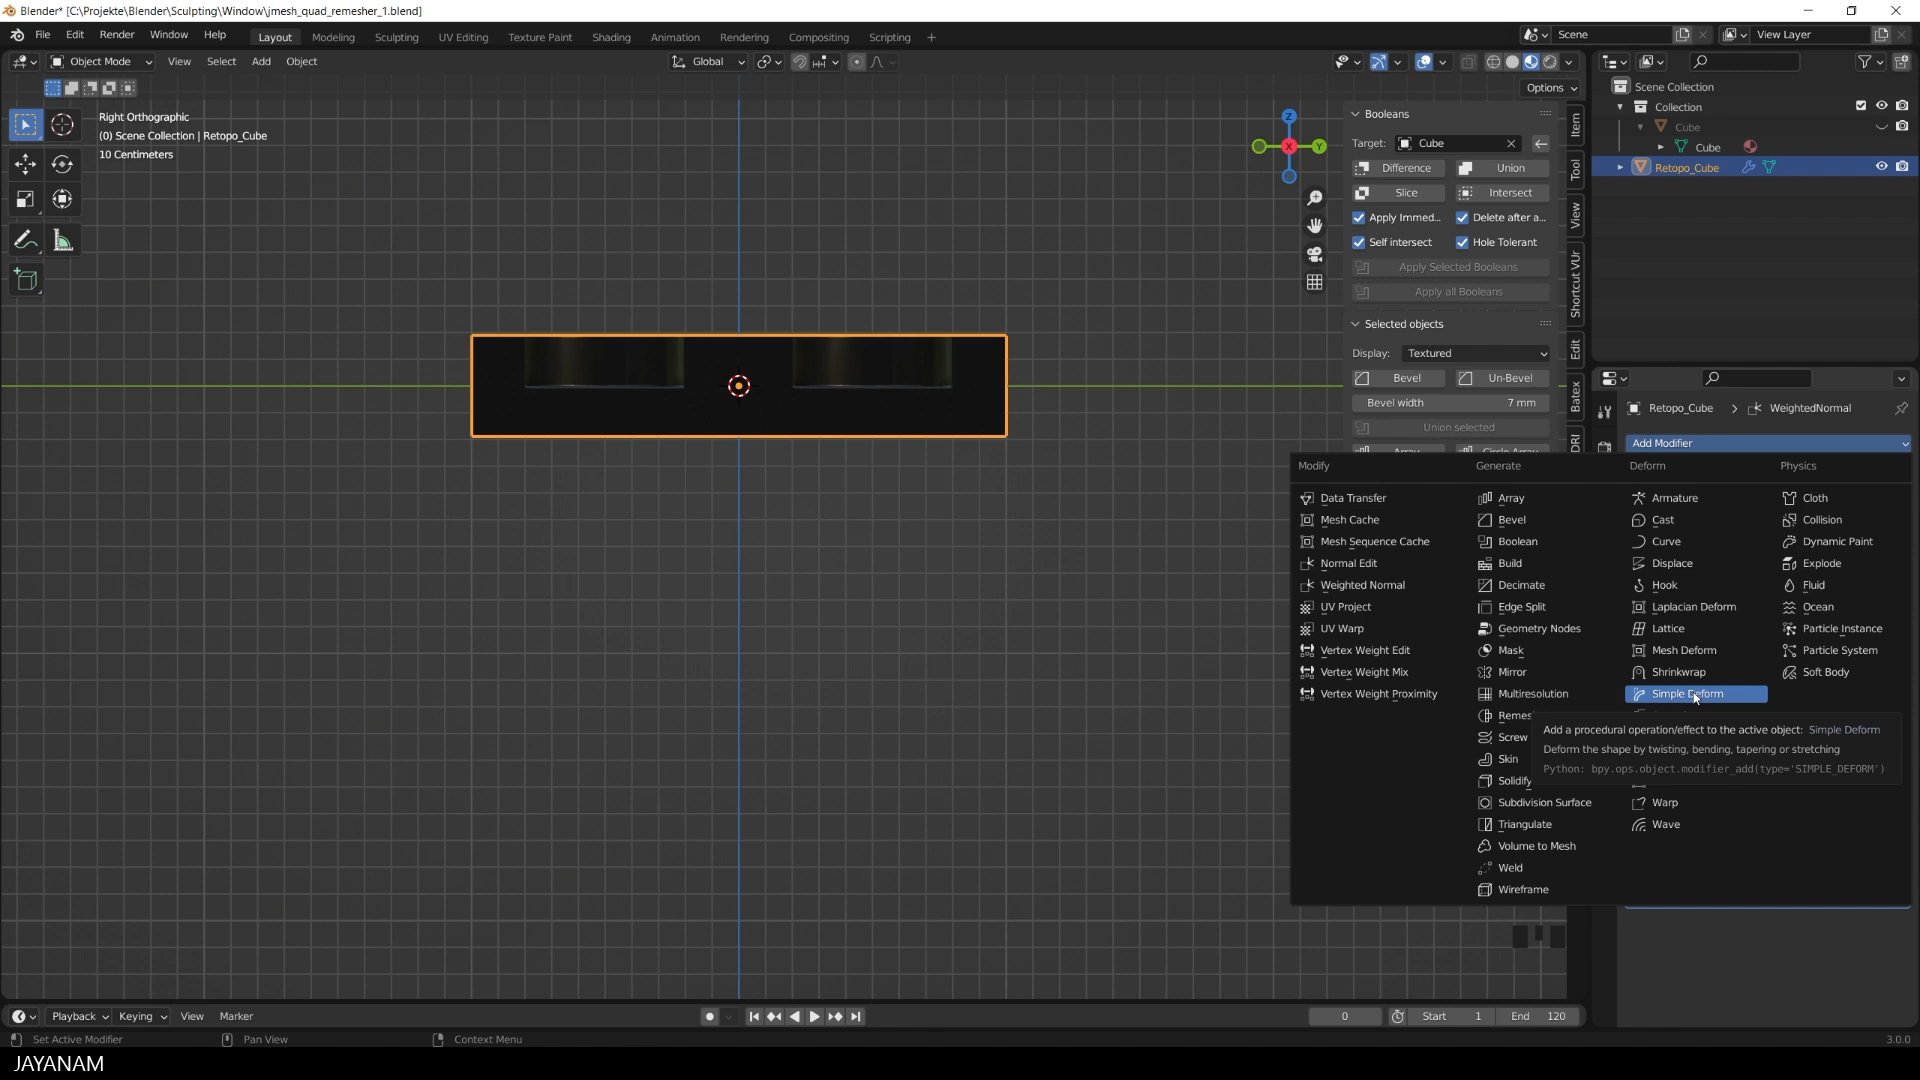 Blender* [C:\Projekte\Blender\Sculpting\Window\jmesh_quad_remesher_1.blend]
File Edit Render Window Help Layout Modeling Sculpting UV Editing Texture Paint Shading Animation Rendering Compositing Scripting + Scene View Layer
Object Mode View Select Add Object Global
Options
Right Orthographic
(0) Scene Collection | Retopo_Cube
10 Centimeters
Z
X
Y
Booleans
Target: Cube
Difference Union
Slice Intersect
Apply Immed... Delete after a...
Self intersect Hole Tolerant
Apply Selected Booleans
Apply all Booleans
Selected objects
Display: Textured
Bevel Un-Bevel
Bevel width 7 mm
Union selected
Array Circle Array
Item
Tool
View
Shortcut VUr
Edit
Batex
DRI
Scene Collection
Collection
Cube
Cube
Retopo_Cube
Retopo_Cube > WeightedNormal
Add Modifier
Modify Generate Deform Physics
Data Transfer Array Armature Cloth
Mesh Cache Bevel Cast Collision
Mesh Sequence Cache Boolean Curve Dynamic Paint
Normal Edit Build Displace Explode
Weighted Normal Decimate Hook Fluid
UV Project Edge Split Laplacian Deform Ocean
UV Warp Geometry Nodes Lattice Particle Instance
Vertex Weight Edit Mask Mesh Deform Particle System
Vertex Weight Mix Mirror Shrinkwrap Soft Body
Vertex Weight Proximity Multiresolution Simple Deform
Remes
Screw
Skin
Solidify
Add a procedural operation/effect to the active object: Simple Deform
Deform the shape by twisting, bending, tapering or stretching
Python: bpy.ops.object.modifier_add(type='SIMPLE_DEFORM')
Subdivision Surface Warp
Triangulate Wave
Volume to Mesh
Weld
Wireframe
Playback Keying View Marker 0 Start 1 End 120
Set Active Modifier Pan View Context Menu 3.0.0
JAYANAM